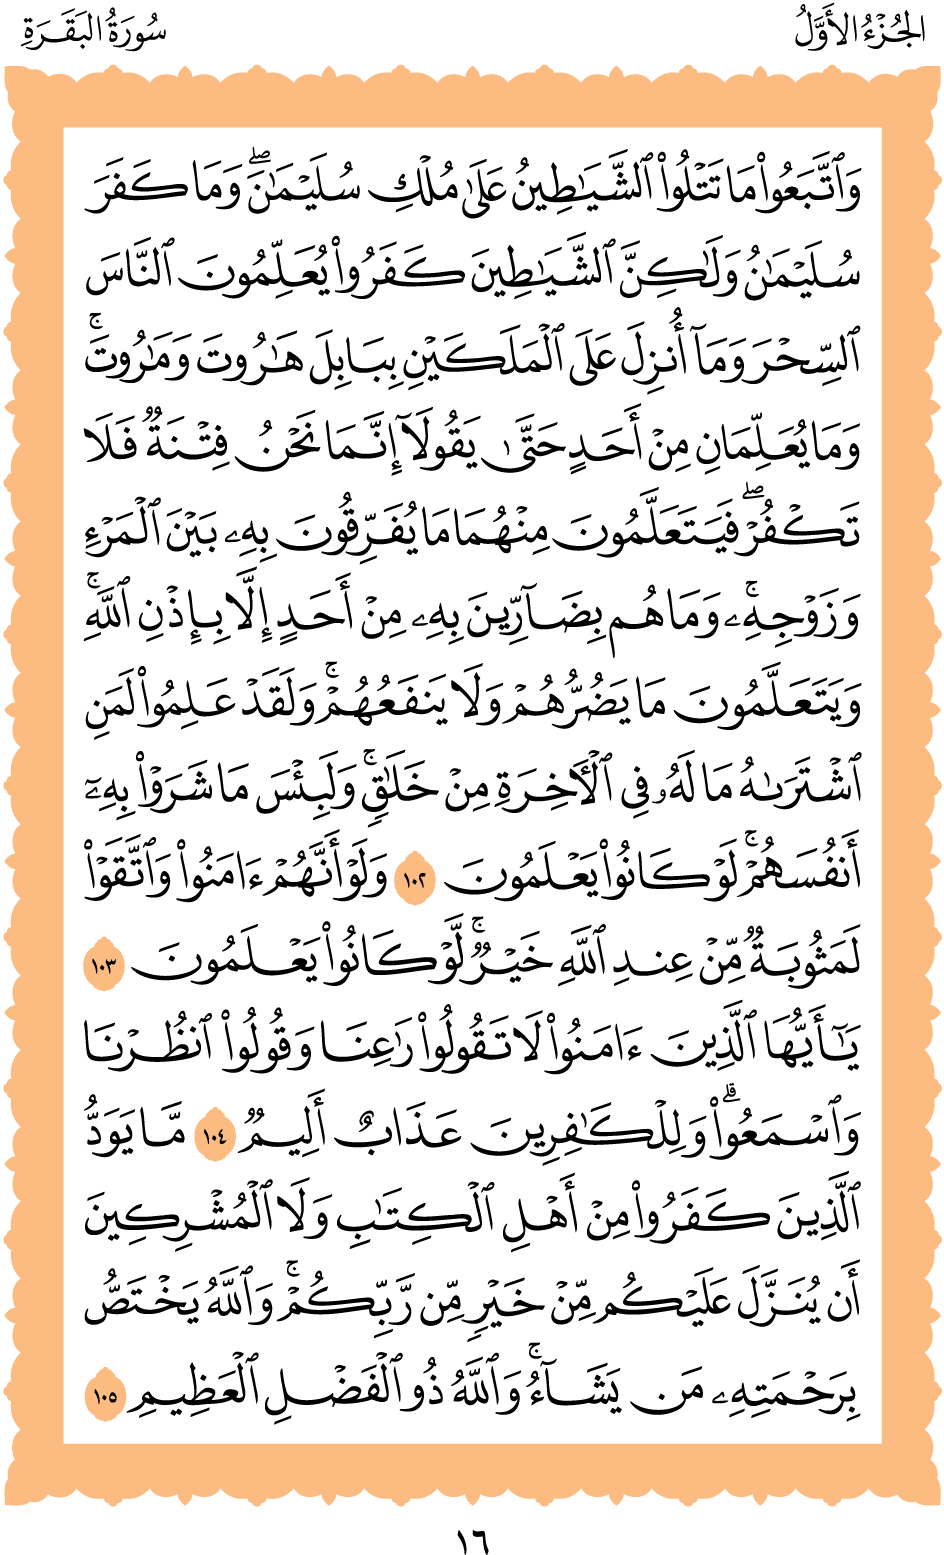 الجُزْءُ الأَوَّلُ
سُورَةُ البَقَرَةِ
وَٱتَّبَعُوا۟ مَا تَتْلُوا۟ ٱلشَّيَـٰطِينُ عَلَىٰ مُلْكِ سُلَيْمَـٰنَ ۖ وَمَا كَفَرَ
سُلَيْمَـٰنُ وَلَـٰكِنَّ ٱلشَّيَـٰطِينَ كَفَرُوا۟ يُعَلِّمُونَ ٱلنَّاسَ
ٱلسِّحْرَ وَمَآ أُنزِلَ عَلَى ٱلْمَلَكَيْنِ بِبَابِلَ هَـٰرُوتَ وَمَـٰرُوتَ ۚ
وَمَا يُعَلِّمَانِ مِنْ أَحَدٍ حَتَّىٰ يَقُولَآ إِنَّمَا نَحْنُ فِتْنَةٌ فَلَا
تَكْفُرْ ۖ فَيَتَعَلَّمُونَ مِنْهُمَا مَا يُفَرِّقُونَ بِهِۦ بَيْنَ ٱلْمَرْءِ
وَزَوْجِهِۦ ۚ وَمَا هُم بِضَآرِّينَ بِهِۦ مِنْ أَحَدٍ إِلَّا بِإِذْنِ ٱللَّهِ ۚ
وَيَتَعَلَّمُونَ مَا يَضُرُّهُمْ وَلَا يَنفَعُهُمْ ۚ وَلَقَدْ عَلِمُوا۟ لَمَنِ
ٱشْتَرَىٰهُ مَا لَهُۥ فِى ٱلْـَٔاخِرَةِ مِنْ خَلَـٰقٍ ۚ وَلَبِئْسَ مَا شَرَوْا۟ بِهِۦٓ
أَنفُسَهُمْ ۚ لَوْ كَانُوا۟ يَعْلَمُونَ ١٠٢ وَلَوْ أَنَّهُمْ ءَامَنُوا۟ وَٱتَّقَوْا۟
لَمَثُوبَةٌ مِّنْ عِندِ ٱللَّهِ خَيْرٌ ۚ لَّوْ كَانُوا۟ يَعْلَمُونَ ١٠٣
يَـٰٓأَيُّهَا ٱلَّذِينَ ءَامَنُوا۟ لَا تَقُولُوا۟ رَٰعِنَا وَقُولُوا۟ ٱنظُرْنَا
وَٱسْمَعُوا۟ ۗ وَلِلْكَـٰفِرِينَ عَذَابٌ أَلِيمٌ ١٠٤ مَّا يَوَدُّ
ٱلَّذِينَ كَفَرُوا۟ مِنْ أَهْلِ ٱلْكِتَـٰبِ وَلَا ٱلْمُشْرِكِينَ
أَن يُنَزَّلَ عَلَيْكُم مِّنْ خَيْرٍ مِّن رَّبِّكُمْ ۚ وَٱللَّهُ يَخْتَصُّ
بِرَحْمَتِهِۦ مَن يَشَآءُ ۚ وَٱللَّهُ ذُو ٱلْفَضْلِ ٱلْعَظِيمِ ١٠٥
١٦